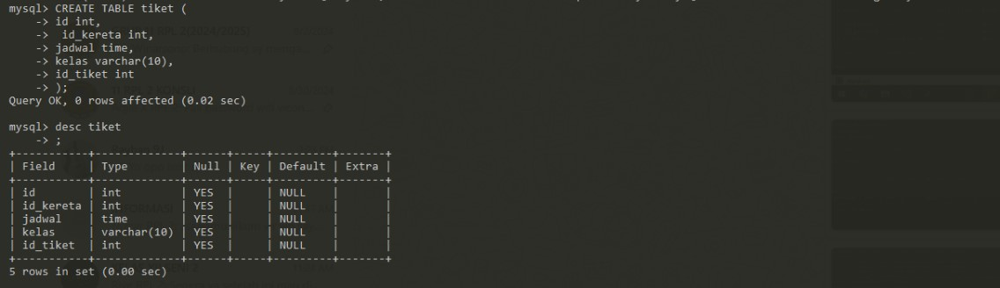 mysql> CREATE TABLE tiket (
    -> id int,
    ->  id_kereta int,
    -> jadwal time,
    -> kelas varchar(10),
    -> id_tiket int
    -> );
Query OK, 0 rows affected (0.02 sec)

mysql> desc tiket
    -> ;
+-----------+-------------+------+-----+---------+-------+
| Field     | Type        | Null | Key | Default | Extra |
+-----------+-------------+------+-----+---------+-------+
| id        | int         | YES  |     | NULL    |       |
| id_kereta | int         | YES  |     | NULL    |       |
| jadwal    | time        | YES  |     | NULL    |       |
| kelas     | varchar(10) | YES  |     | NULL    |       |
| id_tiket  | int         | YES  |     | NULL    |       |
+-----------+-------------+------+-----+---------+-------+
5 rows in set (0.00 sec)